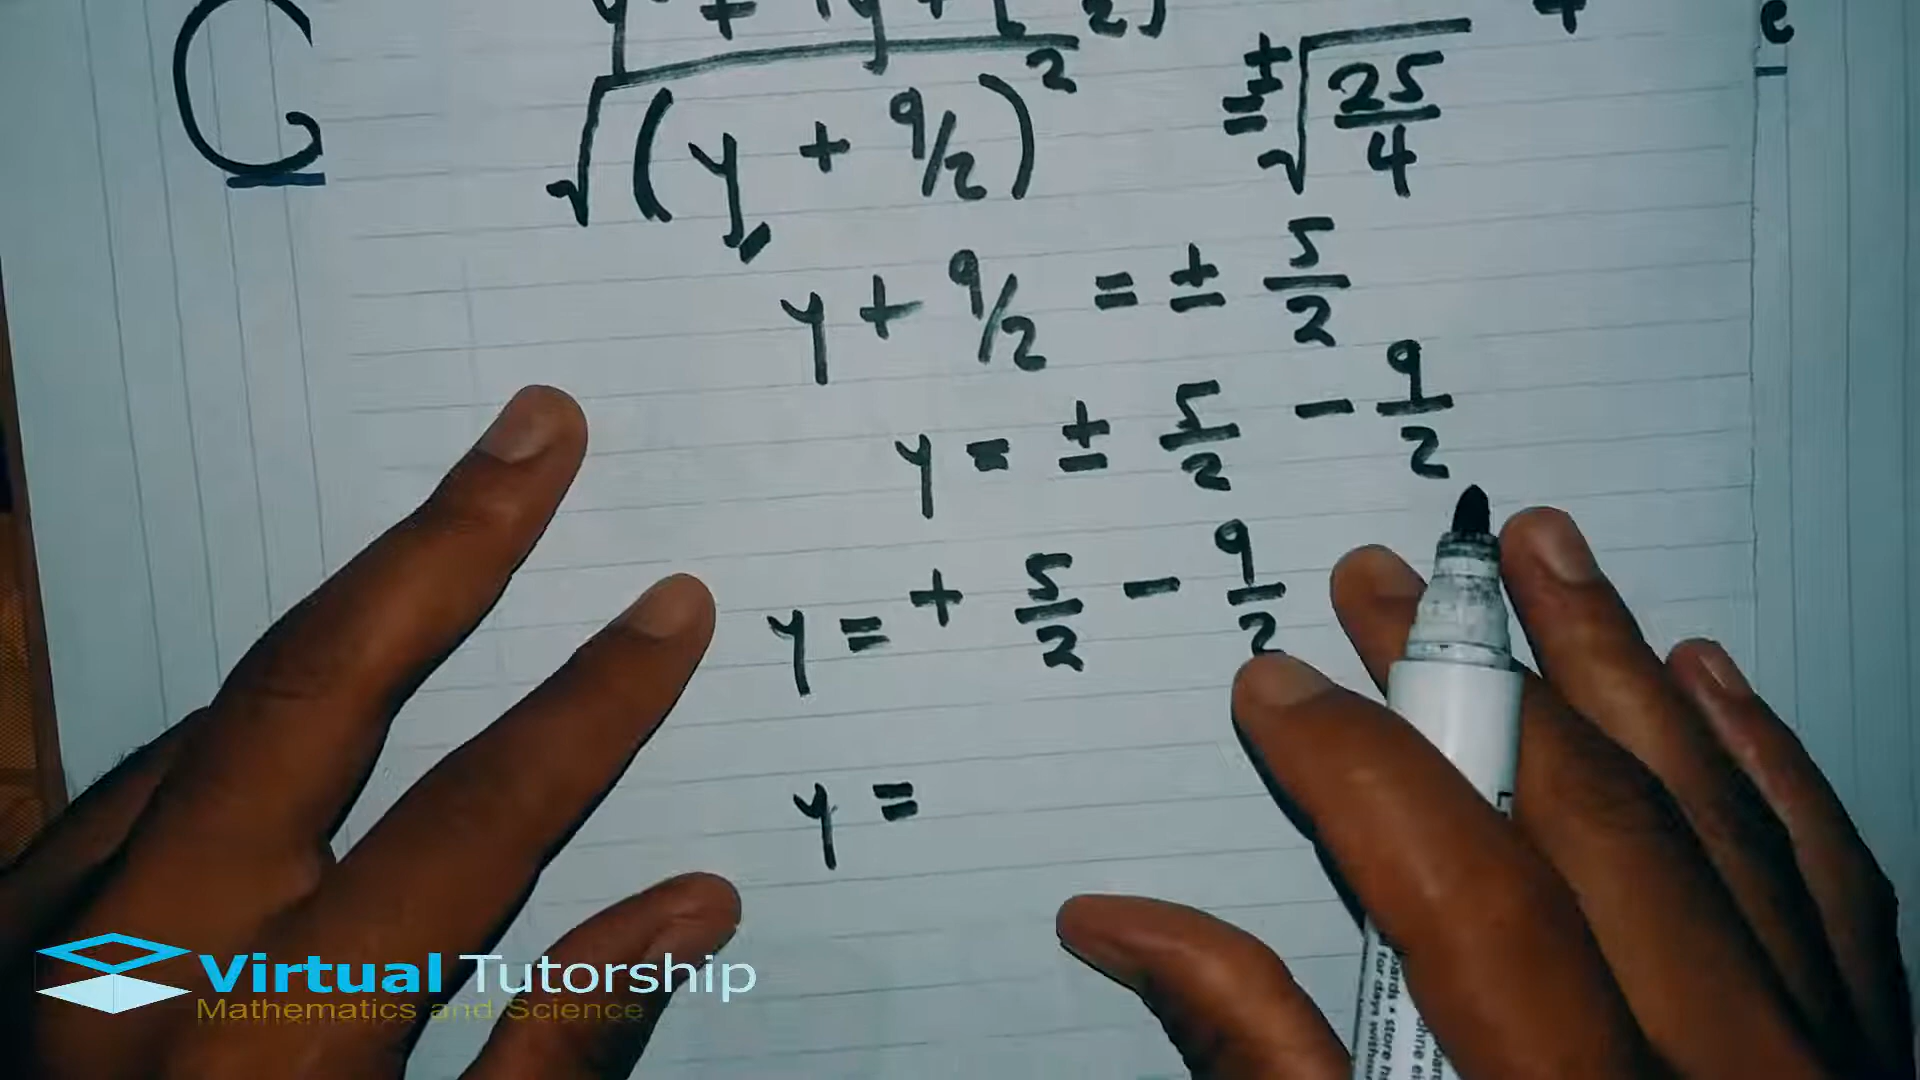 √(y + 9/2)² = ±√25/4
y + 9/2 = ± 5/2
y = ± 5/2 - 9/2
y = + 5/2 - 9/2
y =
Virtual Tutorship
Mathematics and Science